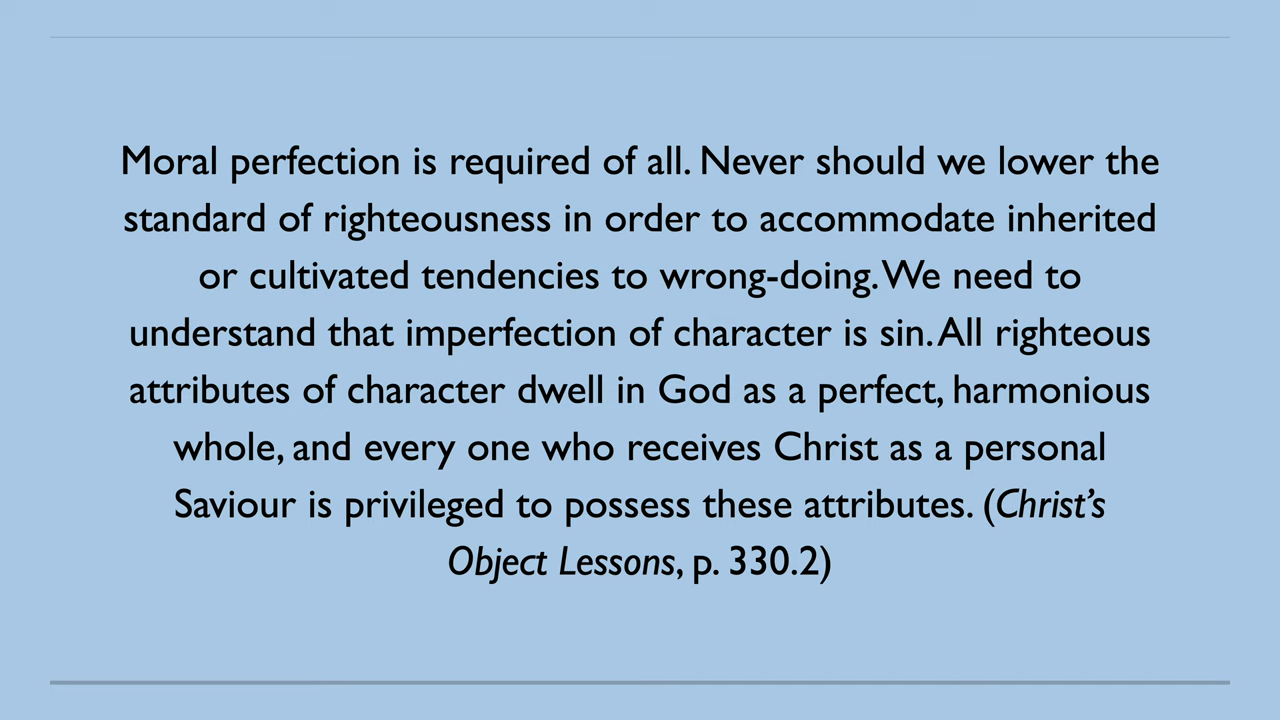 Moral perfection is required of all. Never should we lower the
standard of righteousness in order to accommodate inherited
or cultivated tendencies to wrong-doing. We need to
understand that imperfection of character is sin. All righteous
attributes of character dwell in God as a perfect, harmonious
whole, and every one who receives Christ as a personal
Saviour is privileged to possess these attributes. (Christ’s
Object Lessons, p. 330.2)